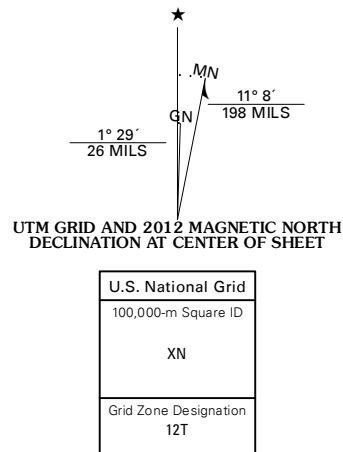 ★
MN
GN
11° 8´
198 MILS
1° 29´
26 MILS
UTM GRID AND 2012 MAGNETIC NORTH
DECLINATION AT CENTER OF SHEET
U.S. National Grid
100,000-m Square ID
XN
Grid Zone Designation
12T